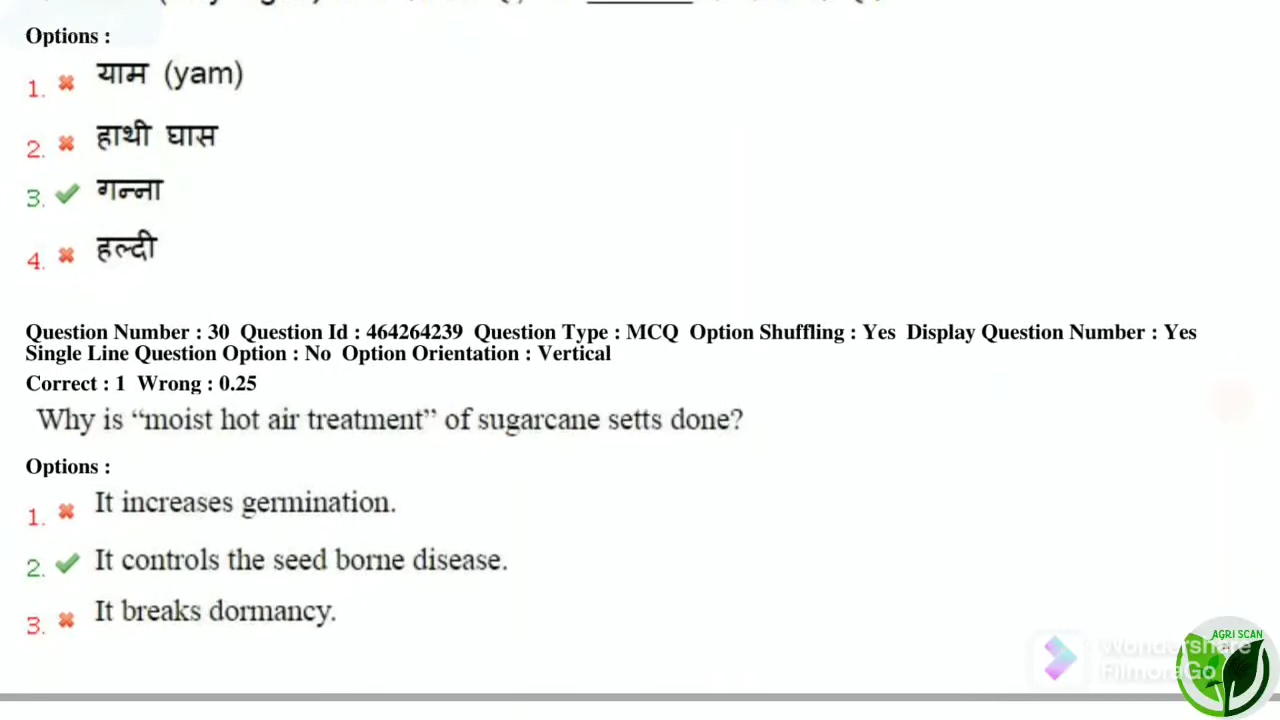 Options :
1. याम (yam)
2. हाथी घास
3. गन्ना
4. हल्दी
Question Number : 30 Question Id : 464264239 Question Type : MCQ Option Shuffling : Yes Display Question Number : Yes
Single Line Question Option : No Option Orientation : Vertical
Correct : 1 Wrong : 0.25
Why is “moist hot air treatment” of sugarcane setts done?
Options :
1. It increases germination.
2. It controls the seed borne disease.
3. It breaks dormancy.
AGRI SCAN
Wondershare
FilmoraGo